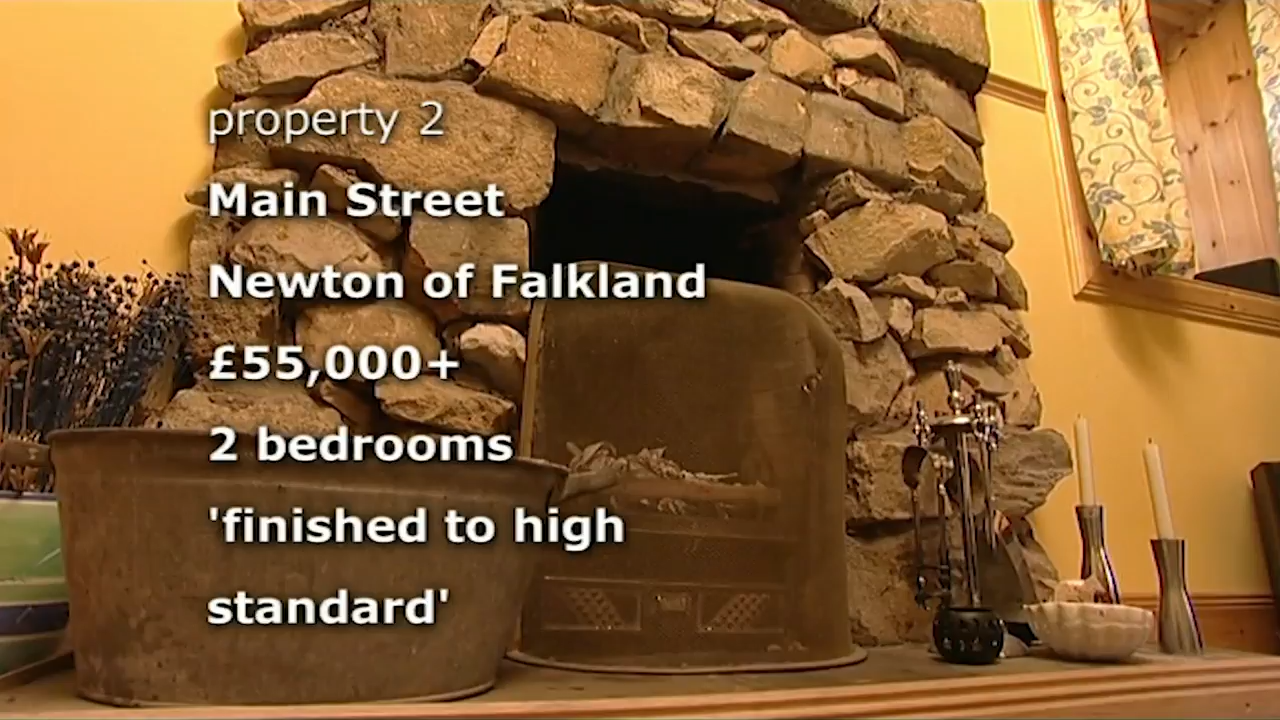 property 2
Main Street
Newton of Falkland
£55,000+
2 bedrooms
'finished to high
standard'